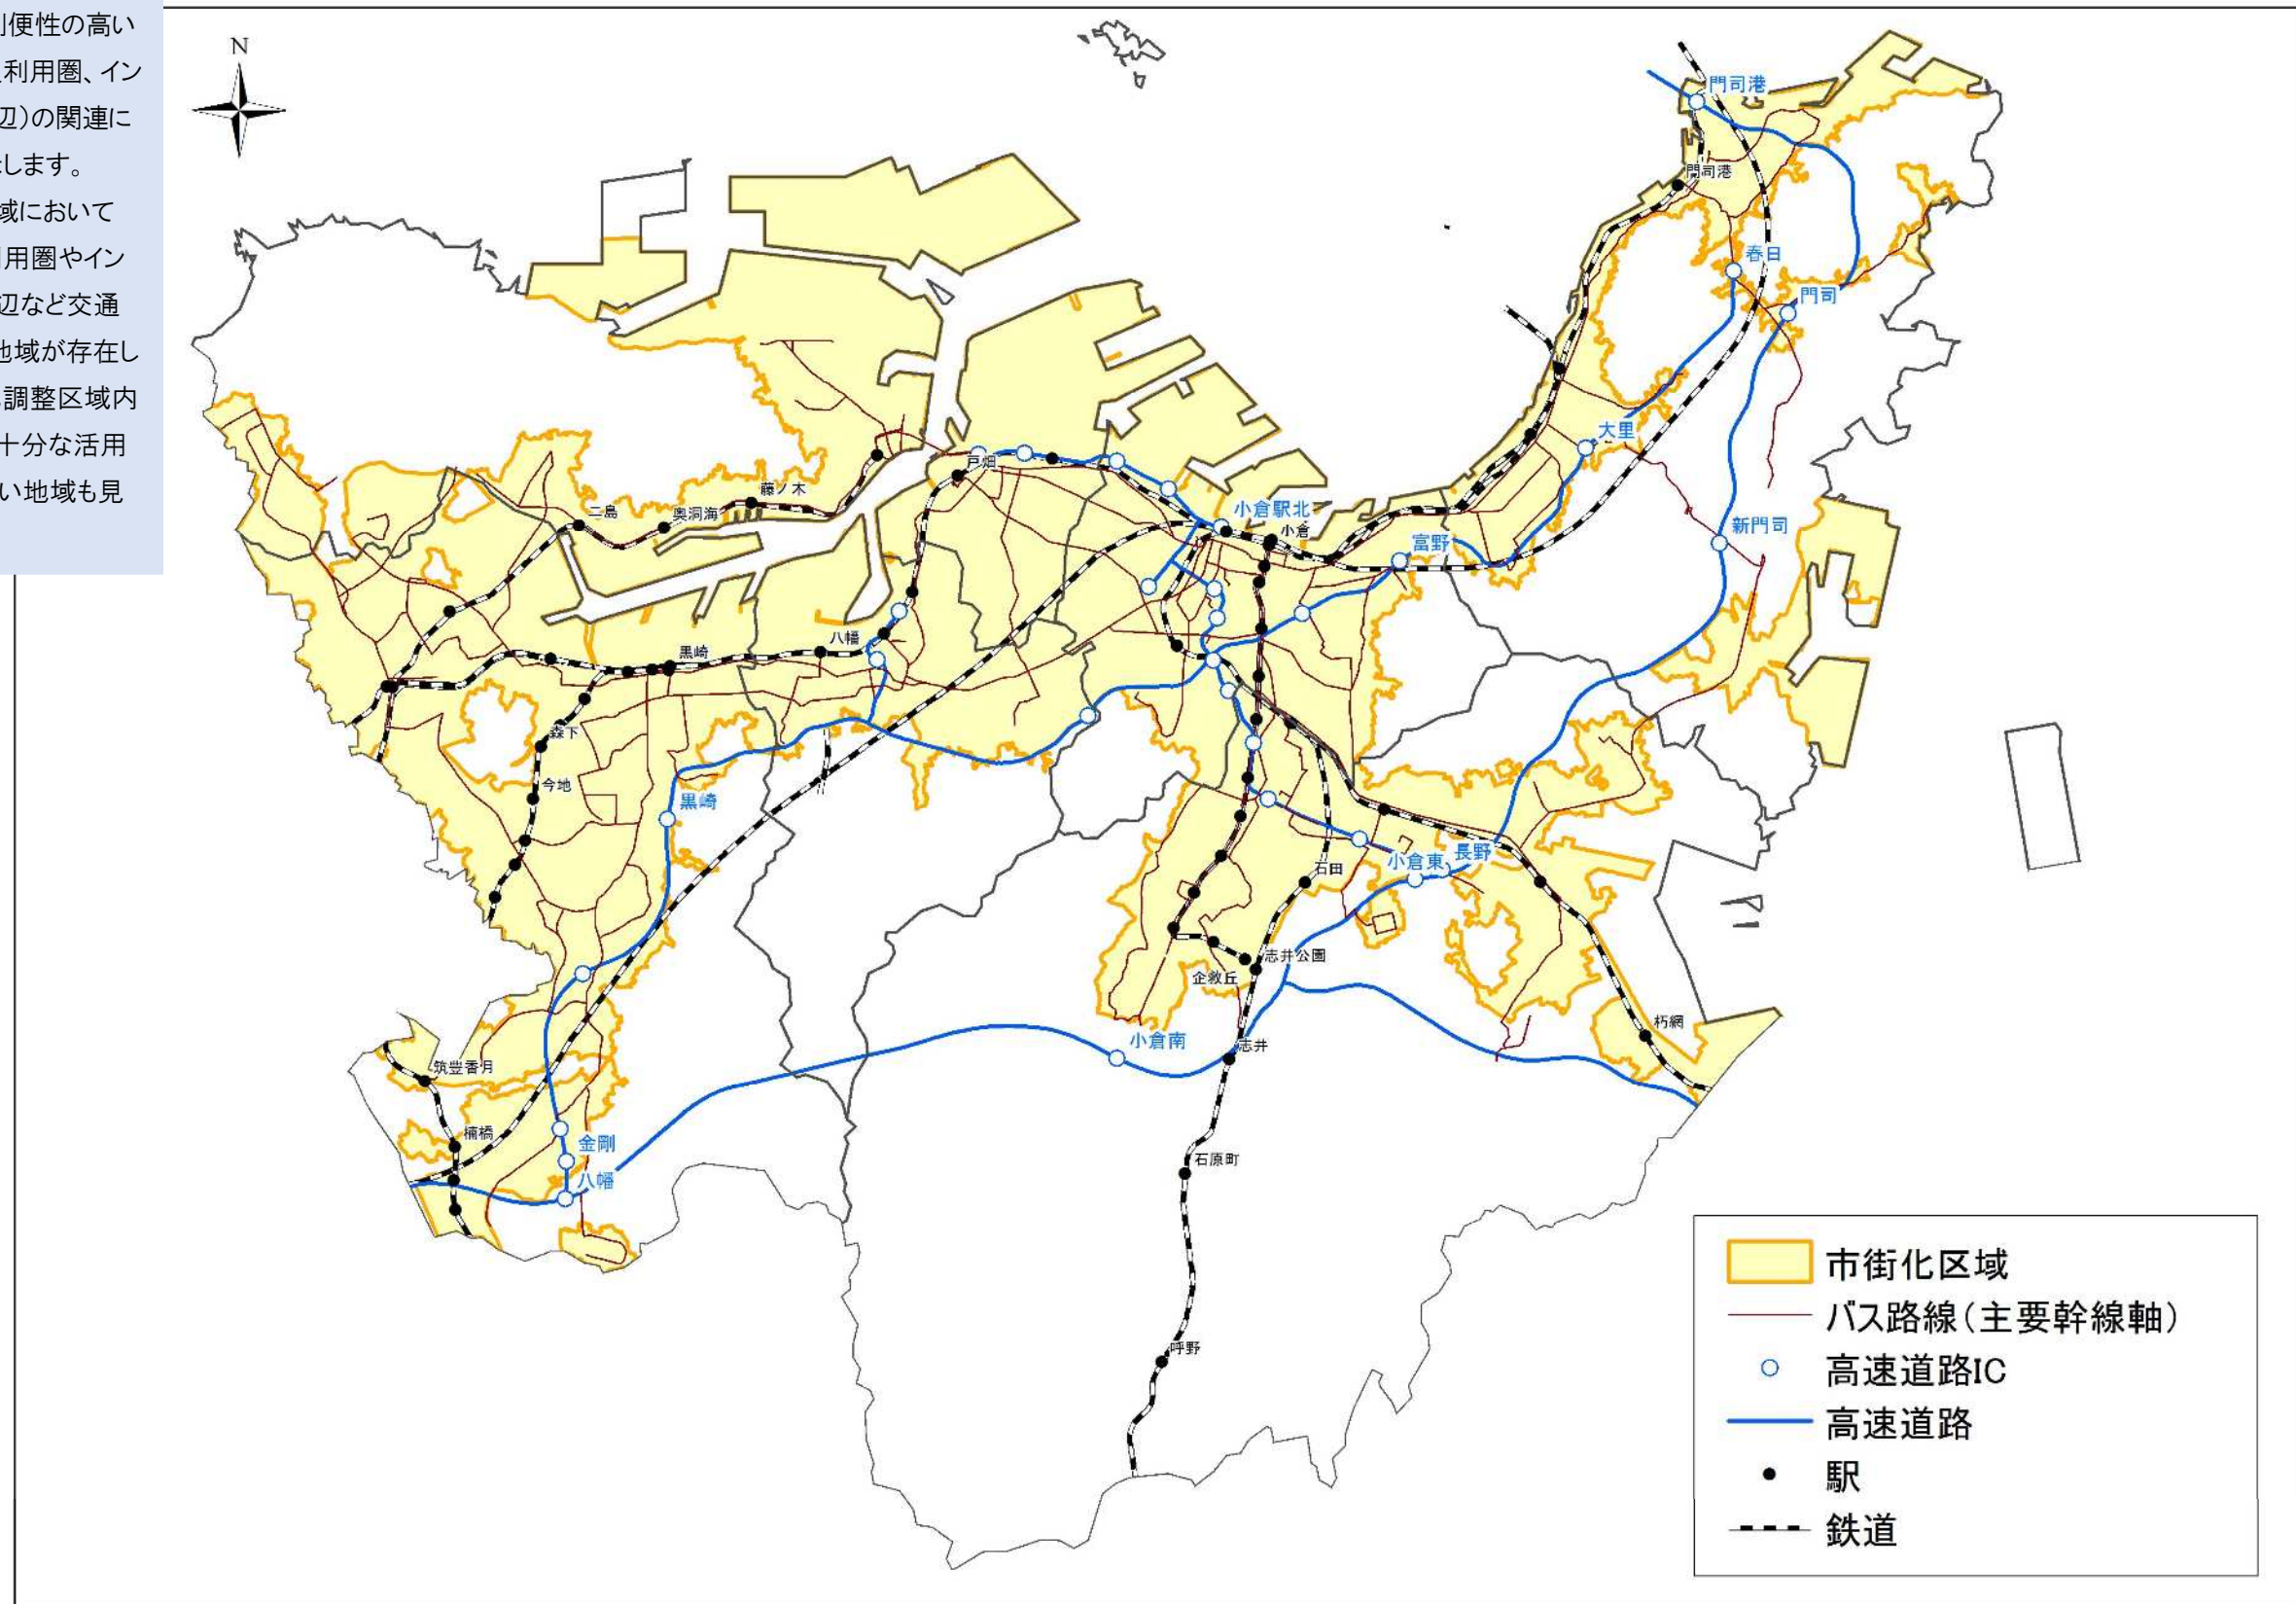 便性の高い
利用圏、イン
辺）の関連に
します。
域において
用圏やイン
辺など交通
地域が存在し
調整区域内
十分な活用
い地域も見
N
門司港
門司港
春日
門司
大里
戸畑
藤ノ木
二島
奥洞海
小倉駅北
小倉
富野
新門司
八幡
黒崎
森下
今地
黒崎
小倉東
長野
石田
志井公園
企救丘
朽網
小倉南
志井
筑豊香月
楠橋
金剛
八幡
石原町
呼野
市街化区域
バス路線（主要幹線軸）
高速道路IC
高速道路
駅
鉄道